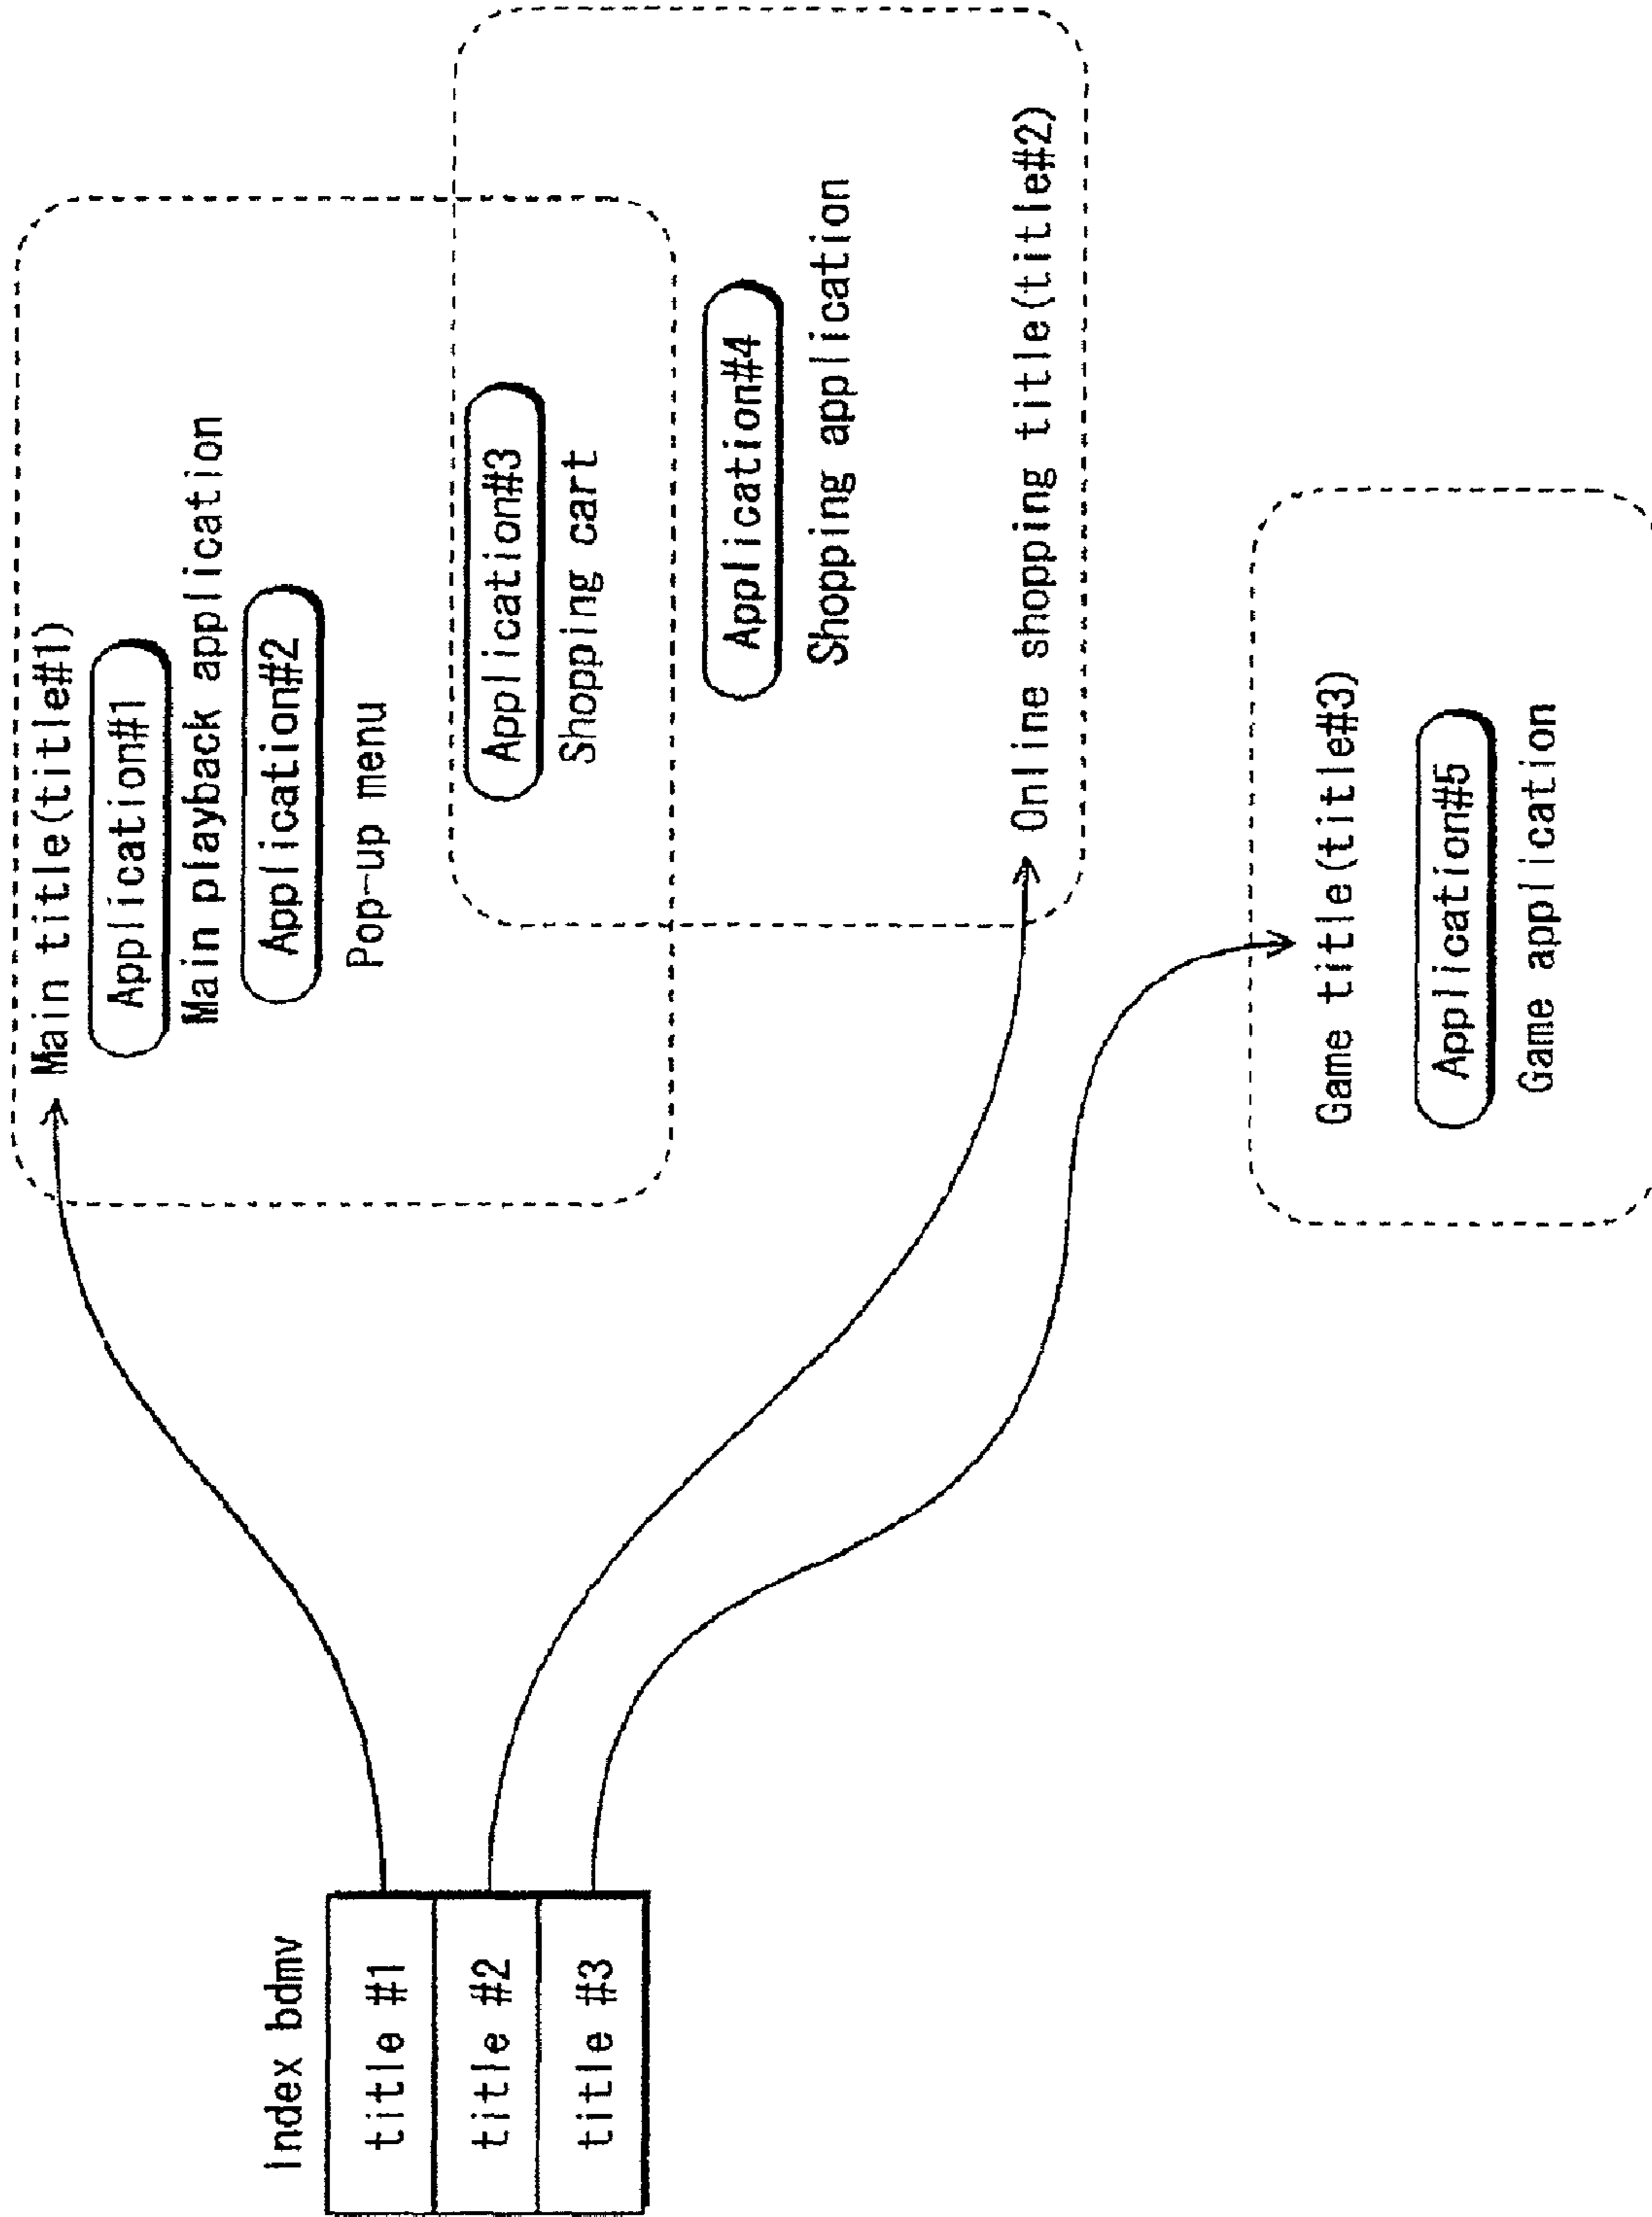 Index bdmv
title #1
title #2
title #3
Main title(title#1)
Application#1
Main playback application
Application#2
Pop-up menu
Application#3
Shopping cart
Application#4
Shopping application
Online shopping title(title#2)
Game title(title#3)
Application#5
Game application